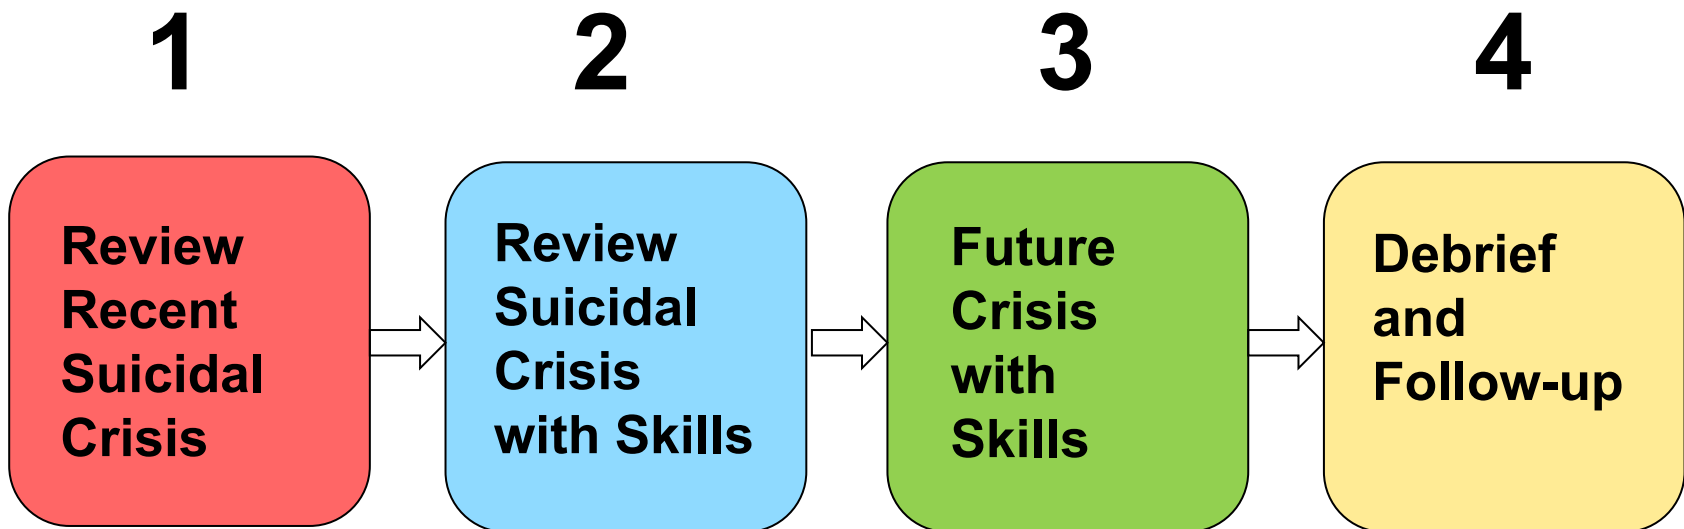 1
2
3
4
Review
Recent
Suicidal
Crisis
Review
Suicidal
Crisis
with Skills
Future
Crisis
with
Skills
Debrief
and
Follow-up